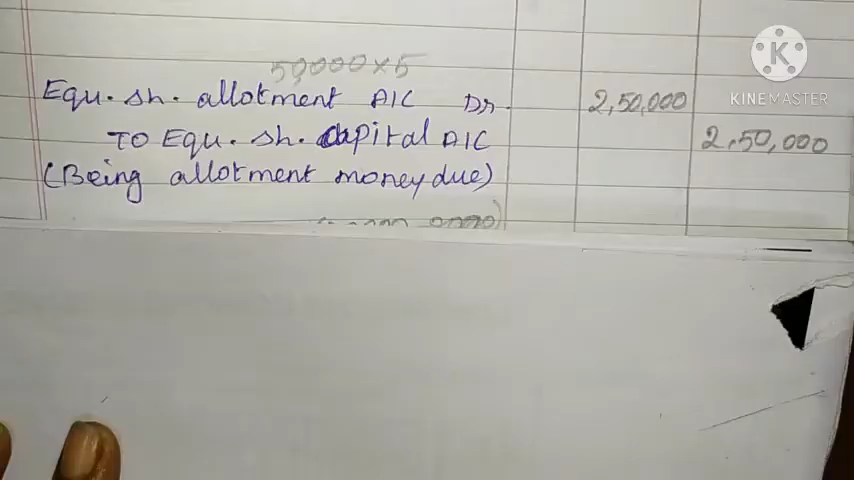 50000×5
Equ. sh. allotment A/C Dr. 2,50,000
To Equ. sh. capital A/C 2,50,000
(Being allotment money due)
K
KINEMASTER